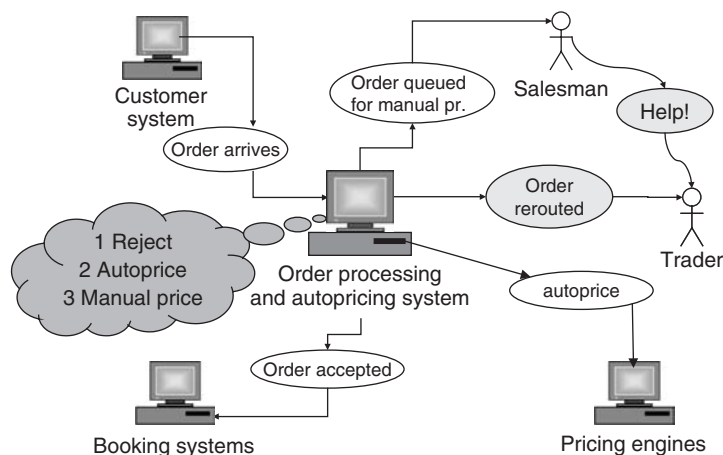 Customer
system
Order arrives
Order queued
for manual pr.
Salesman
Help!
Order
rerouted
Trader
1 Reject
2 Autoprice
3 Manual price
Order processing
and autopricing system
autoprice
Order accepted
Booking systems
Pricing engines